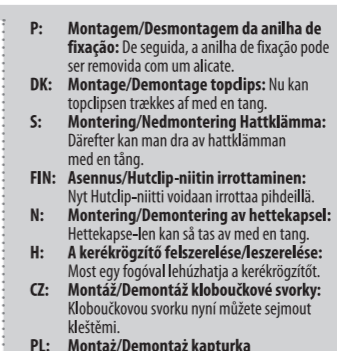 P: Montagem/Desmontagem da anilha de
fixação: De seguida, a anilha de fixação pode
ser removida com um alicate.
DK: Montage/Demontage topclips: Nu kan
topclipsen trækkes af med en tang.
S: Montering/Nedmontering Hattklämma:
Därefter kan man dra av hattklämman
med en tång.
FIN: Asennus/Hutclip-niitin irrottaminen:
Nyt Hutclip-niitti voidaan irrottaa pihdeillä.
N: Montering/Demontering av hettekapsel:
Hettekapse-len kan så tas av med en tang.
H: A kerékrögzítő felszerelése/leszerelése:
Most egy fogóval lehúzhatja a kerékrögzítőt.
CZ: Montáž/Demontáž kloboučkové svorky:
Kloboučkovou svorku nyní můžete sejmout
kleštěmi.
PL: Montaż/Demontaż kapturka